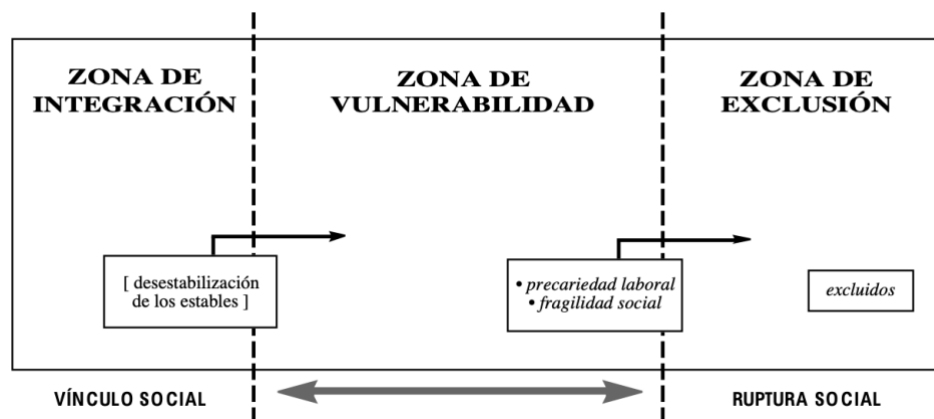 ZONA DE
INTEGRACIÓN
ZONA DE
VULNERABILIDAD
ZONA DE
EXCLUSIÓN
[ desestabilización
de los estables ]
• precariedad laboral
• fragilidad social
excluidos
VÍNCULO SOCIAL
RUPTURA SOCIAL